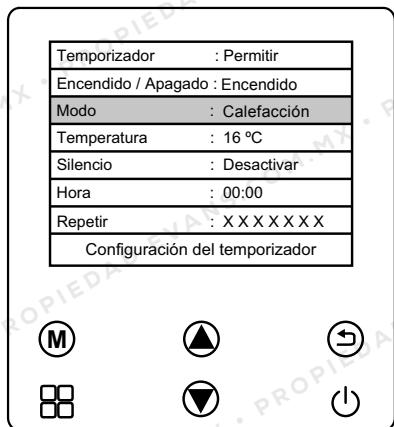 Temporizador : Permitir
Encendido / Apagado : Encendido
Modo : Calefacción
Temperatura : 16 ºC
Silencio : Desactivar
Hora : 00:00
Repetir : X X X X X X X
Configuración del temporizador
M